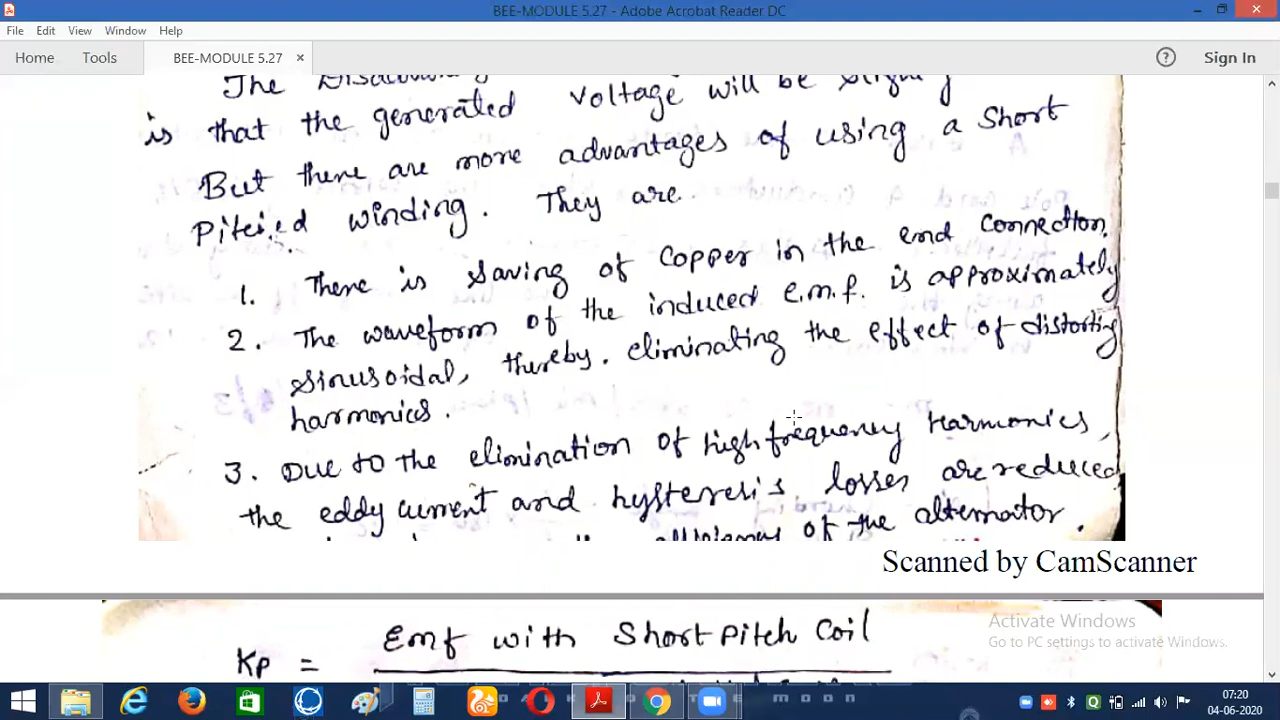 BEE-MODULE 5.27 - Adobe Acrobat Reader DC
File Edit View Window Help
Home Tools BEE-MODULE 5.27 × ? Sign In
The
is that the generated voltage will be
But there are more advantages of using a Short
Pitched winding. They are
1. There is Saving of Copper in the end Connection.
2. The waveform of the induced e.m.f. is approximately
Sinusoidal, thereby. eliminating the effect of distorting
harmonics.
3. Due to the elimination of high frequency harmonics,
the eddy current and hysteresis losses are reduced
of the alternator.
Scanned by CamScanner
Emf with Short Pitch Coil
Kp =
Activate Windows
Go to PC settings to activate Windows.
07:20
04-06-2020